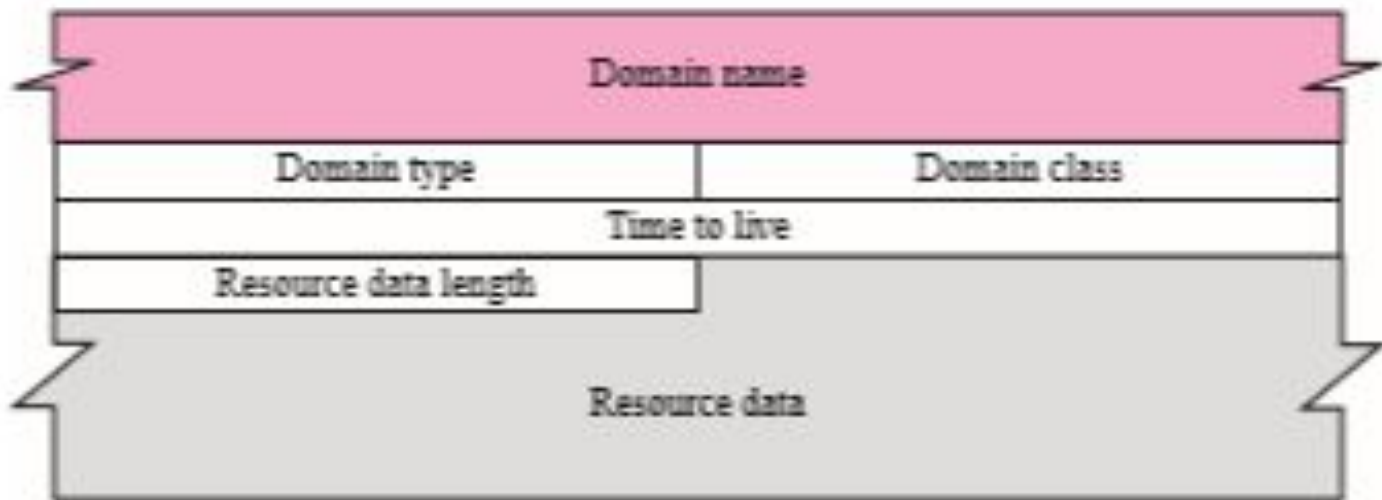 Domain name
Domain type
Domain class
Time to live
Resource data length
Resource data